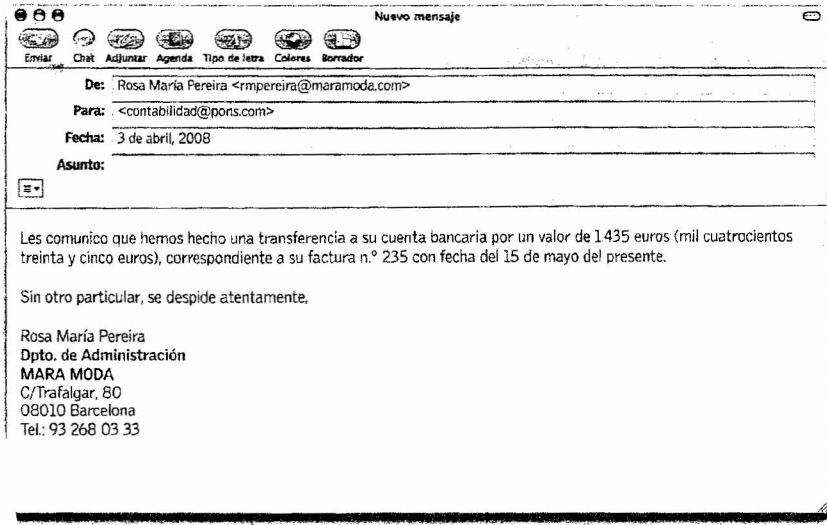 Nuevo mensaje
Enviar Chat Adjuntar Agenda Tipo de letra Colores Borrador
De: Rosa María Pereira <rmpereira@maramoda.com>
Para: <contabilidad@pons.com>
Fecha: 3 de abril, 2008
Asunto:
Les comunico que hemos hecho una transferencia a su cuenta bancaria por un valor de 1435 euros (mil cuatrocientos
treinta y cinco euros), correspondiente a su factura n.º 235 con fecha del 15 de mayo del presente.
Sin otro particular, se despide atentamente,
Rosa María Pereira
Dpto. de Administración
MARA MODA
C/Trafalgar, 80
08010 Barcelona
Tel.: 93 268 03 33